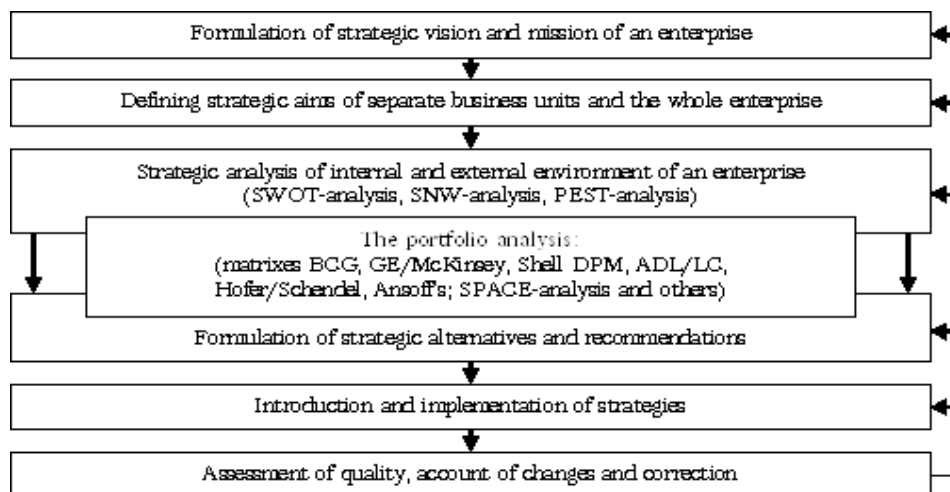 Formulation of strategic vision and mission of an enterprise
Defining strategic aims of separate business units and the whole enterprise
Strategic analysis of internal and external environment of an enterprise
(SWOT-analysis, SNW-analysis, PEST-analysis)
The portfolio analysis:
(matrixes BCG, GE/McKinsey, Shell DPM, ADL/LC,
Hofer/Schendel, Ansoff's; SPACE-analysis and others)
Formulation of strategic alternatives and recommendations
Introduction and implementation of strategies
Assessment of quality, account of changes and correction